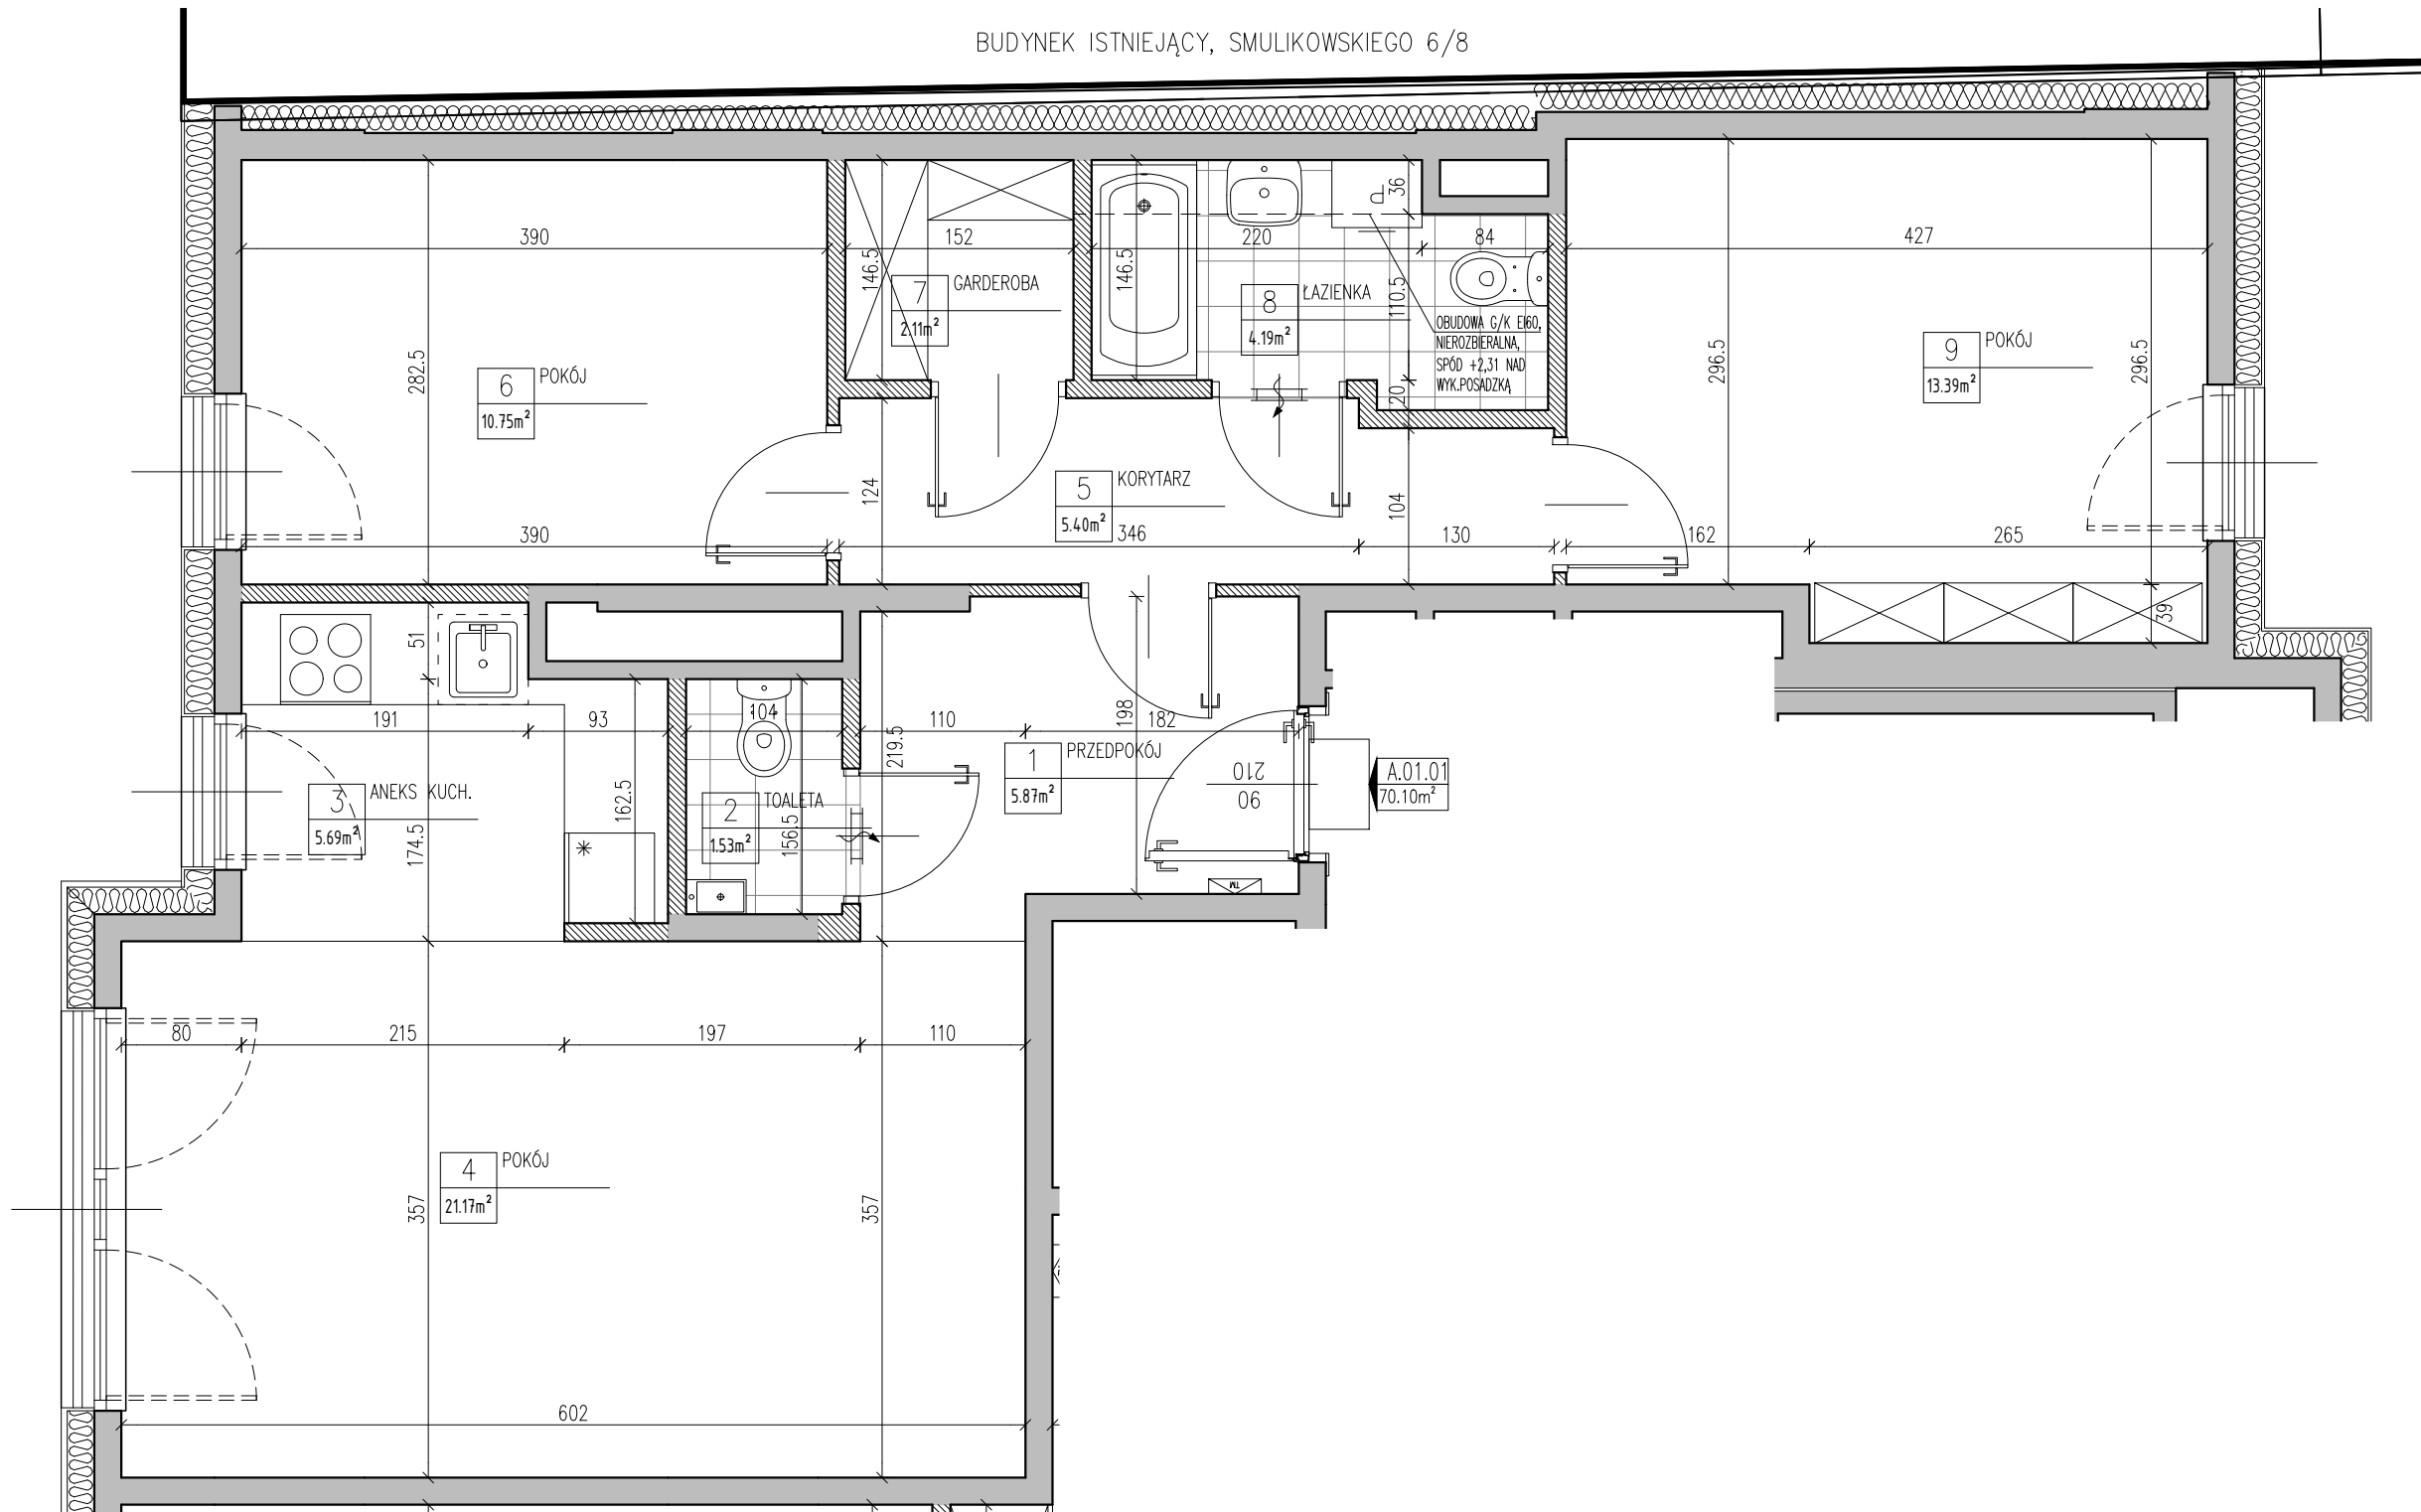 BUDYNEK ISTNIEJĄCY, SMULIKOWSKIEGO 6/8
390
152
220
84
427
36
146.5
146.5
110.5
20
7
GARDEROBA
2.11m²
8
ŁAZIENKA
4.19m²
OBUDOWA G/K EI60,
NIEROZBIERALNA,
SPÓD +2,31 NAD
WYK.POSADZKĄ
282.5
6
POKÓJ
10.75m²
296.5
9
POKÓJ
13.39m²
296.5
124
5
KORYTARZ
5.40m²
104
390
346
130
162
265
39
51
191
93
104
110
182
198
219.5
3
ANEKS KUCH.
5.69m²
174.5
162.5
2
TOALETA
1.53m²
156.5
1
PRZEDPOKÓJ
5.87m²
210
90
A.01.01
70.10m²
TM
80
215
197
110
4
POKÓJ
21.17m²
357
357
602